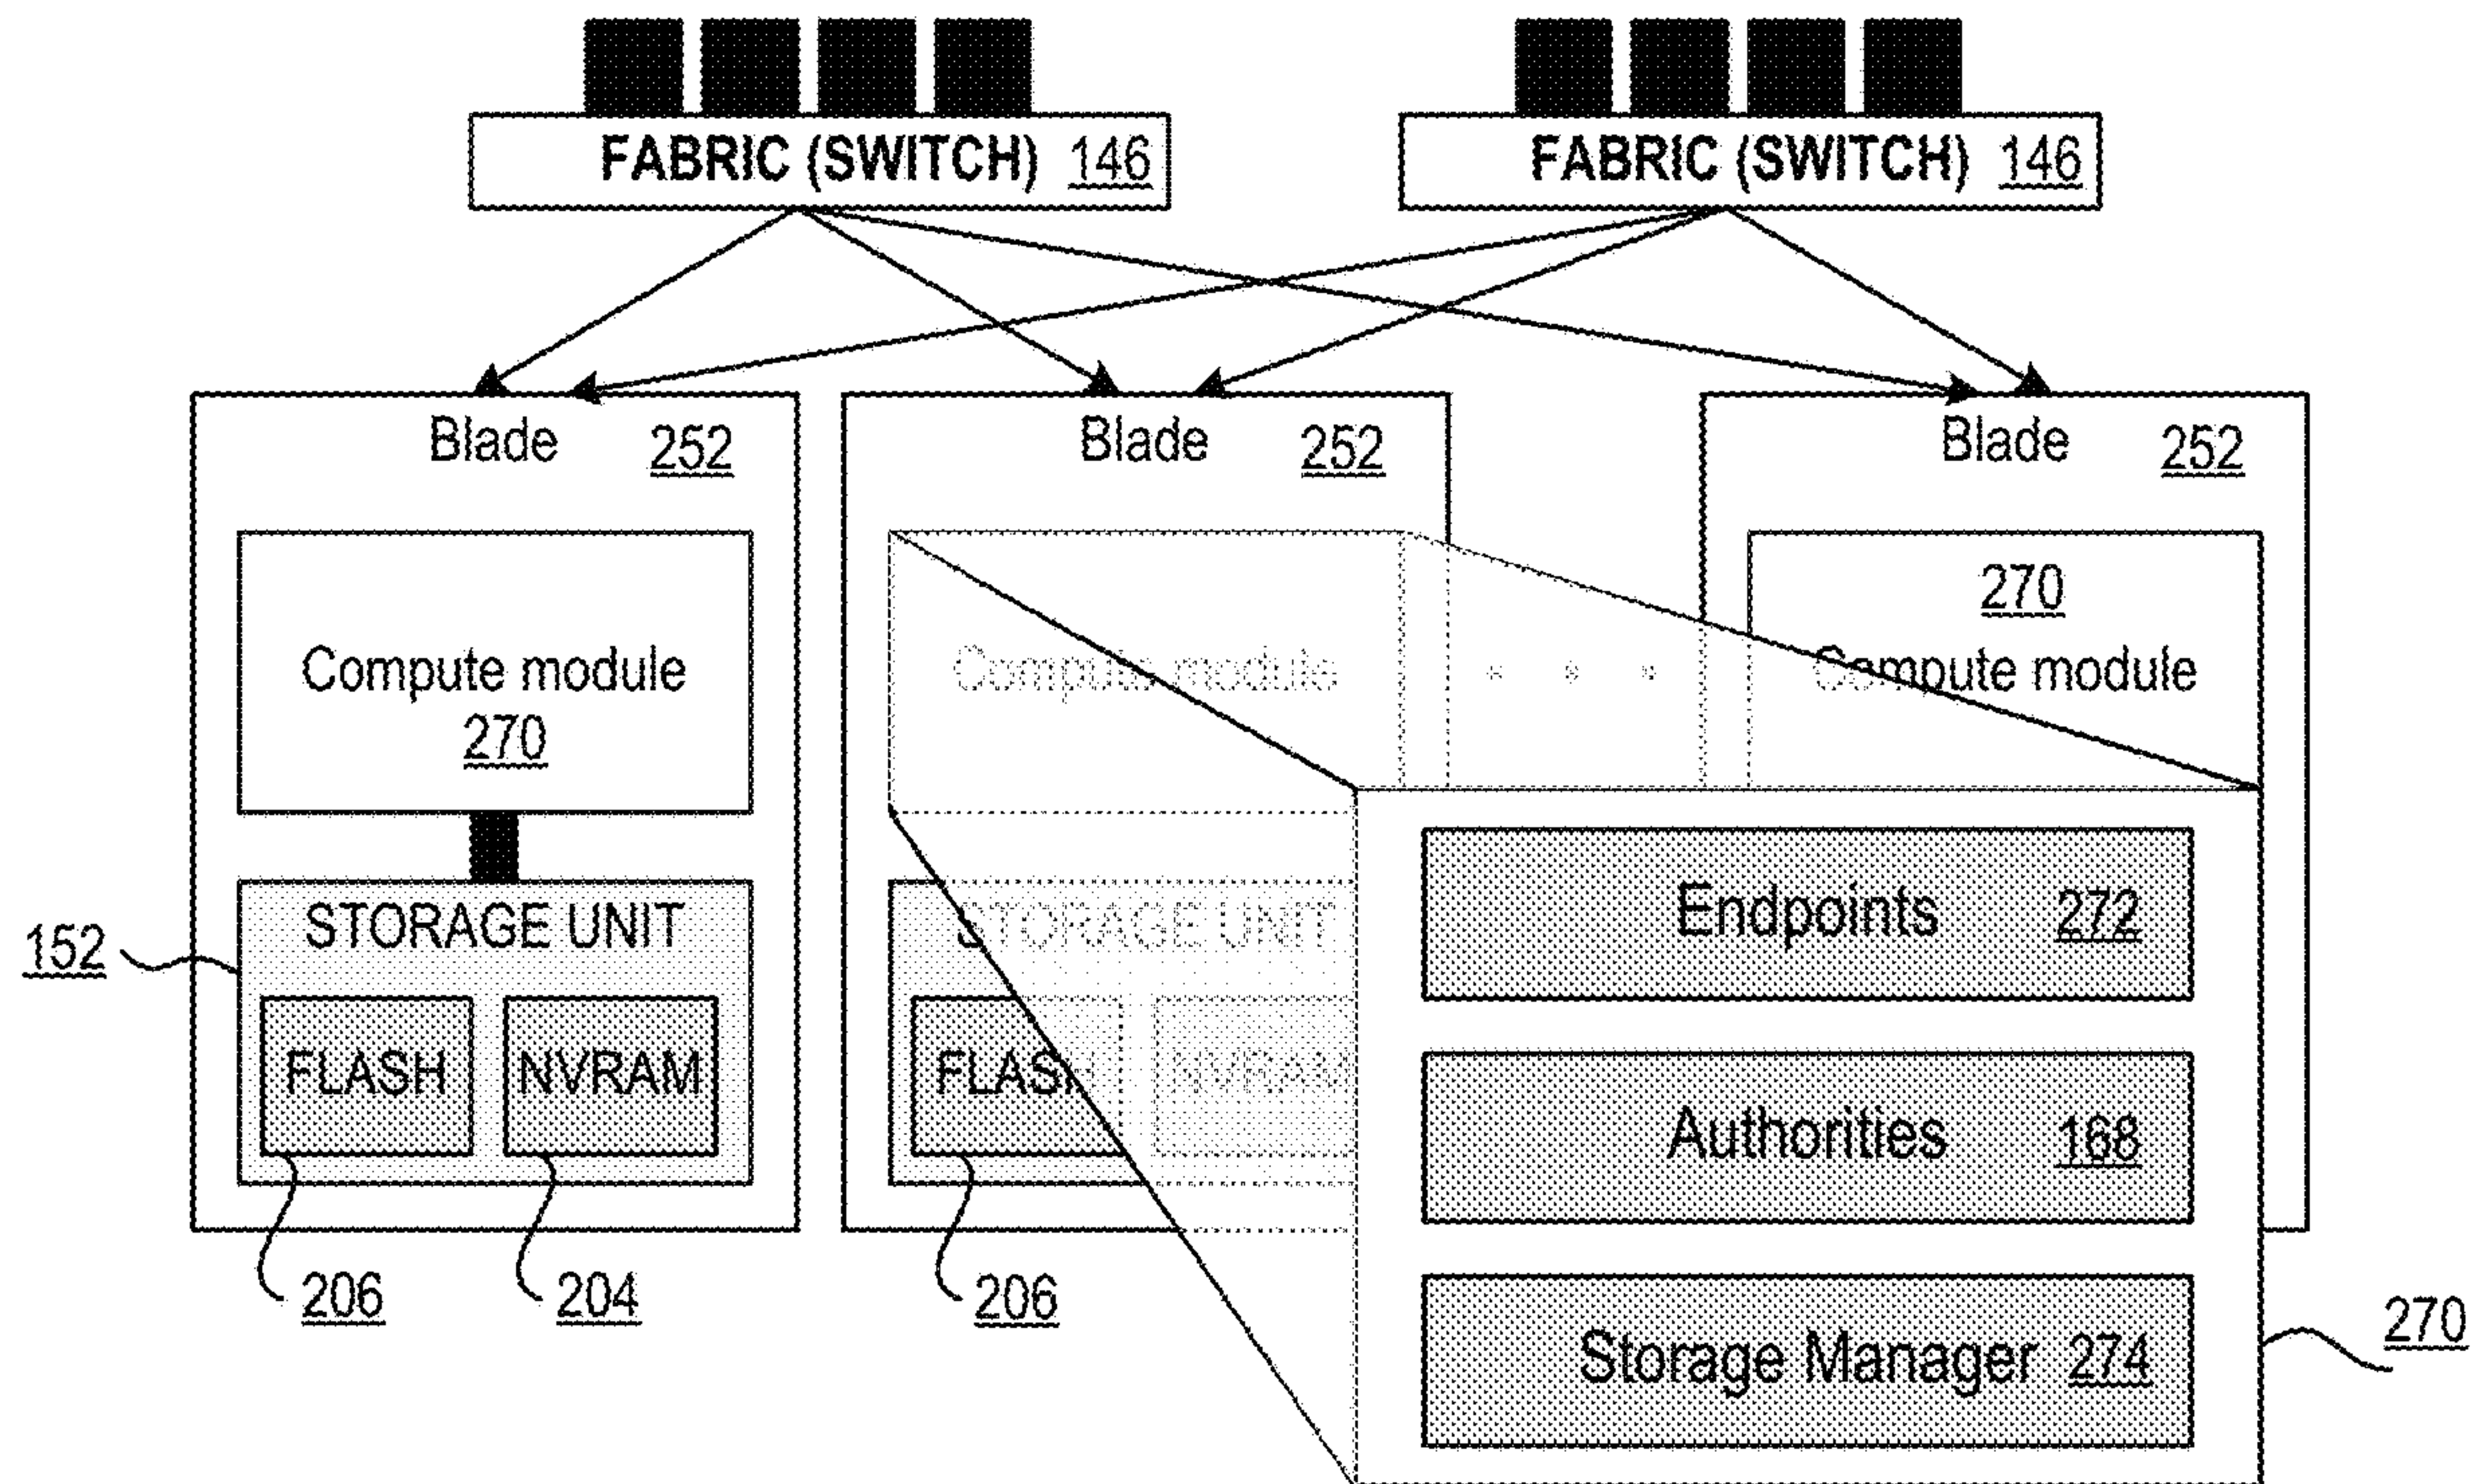 FABRIC (SWITCH) 146
FABRIC (SWITCH) 146
Blade 252
Blade 252
Blade 252
270
Compute module
270
Compute module
Compute module
STORAGE UNIT
STORAGE UNIT
152
FLASH
NVRAM
FLASH
NVRAM
Endpoints 272
Authorities 168
Storage Manager 274
206
204
206
270